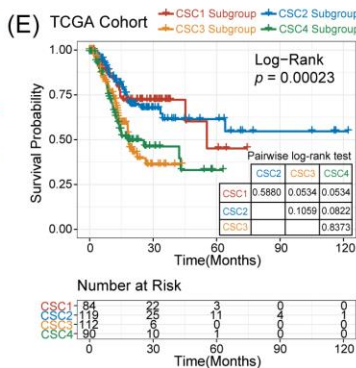 (E) TCGA Cohort
CSC1 Subgroup CSC2 Subgroup
CSC3 Subgroup CSC4 Subgroup
Survival Probability
1.00
0.75
0.50
0.25
0.00
Log-Rank
p = 0.00023
Pairwise log-rank test
CSC2 CSC3 CSC4
CSC1 0.5880 0.0534 0.0534
CSC2 0.1059 0.0822
CSC3 0.8373
0 30 60 90 120
Time(Months)
Number at Risk
CSC1 84 22 3 0 0
CSC2 119 25 11 4 1
CSC3 112 6 0 0 0
CSC4 90 10 1 0 0
0 30 60 90 120
Time(Months)